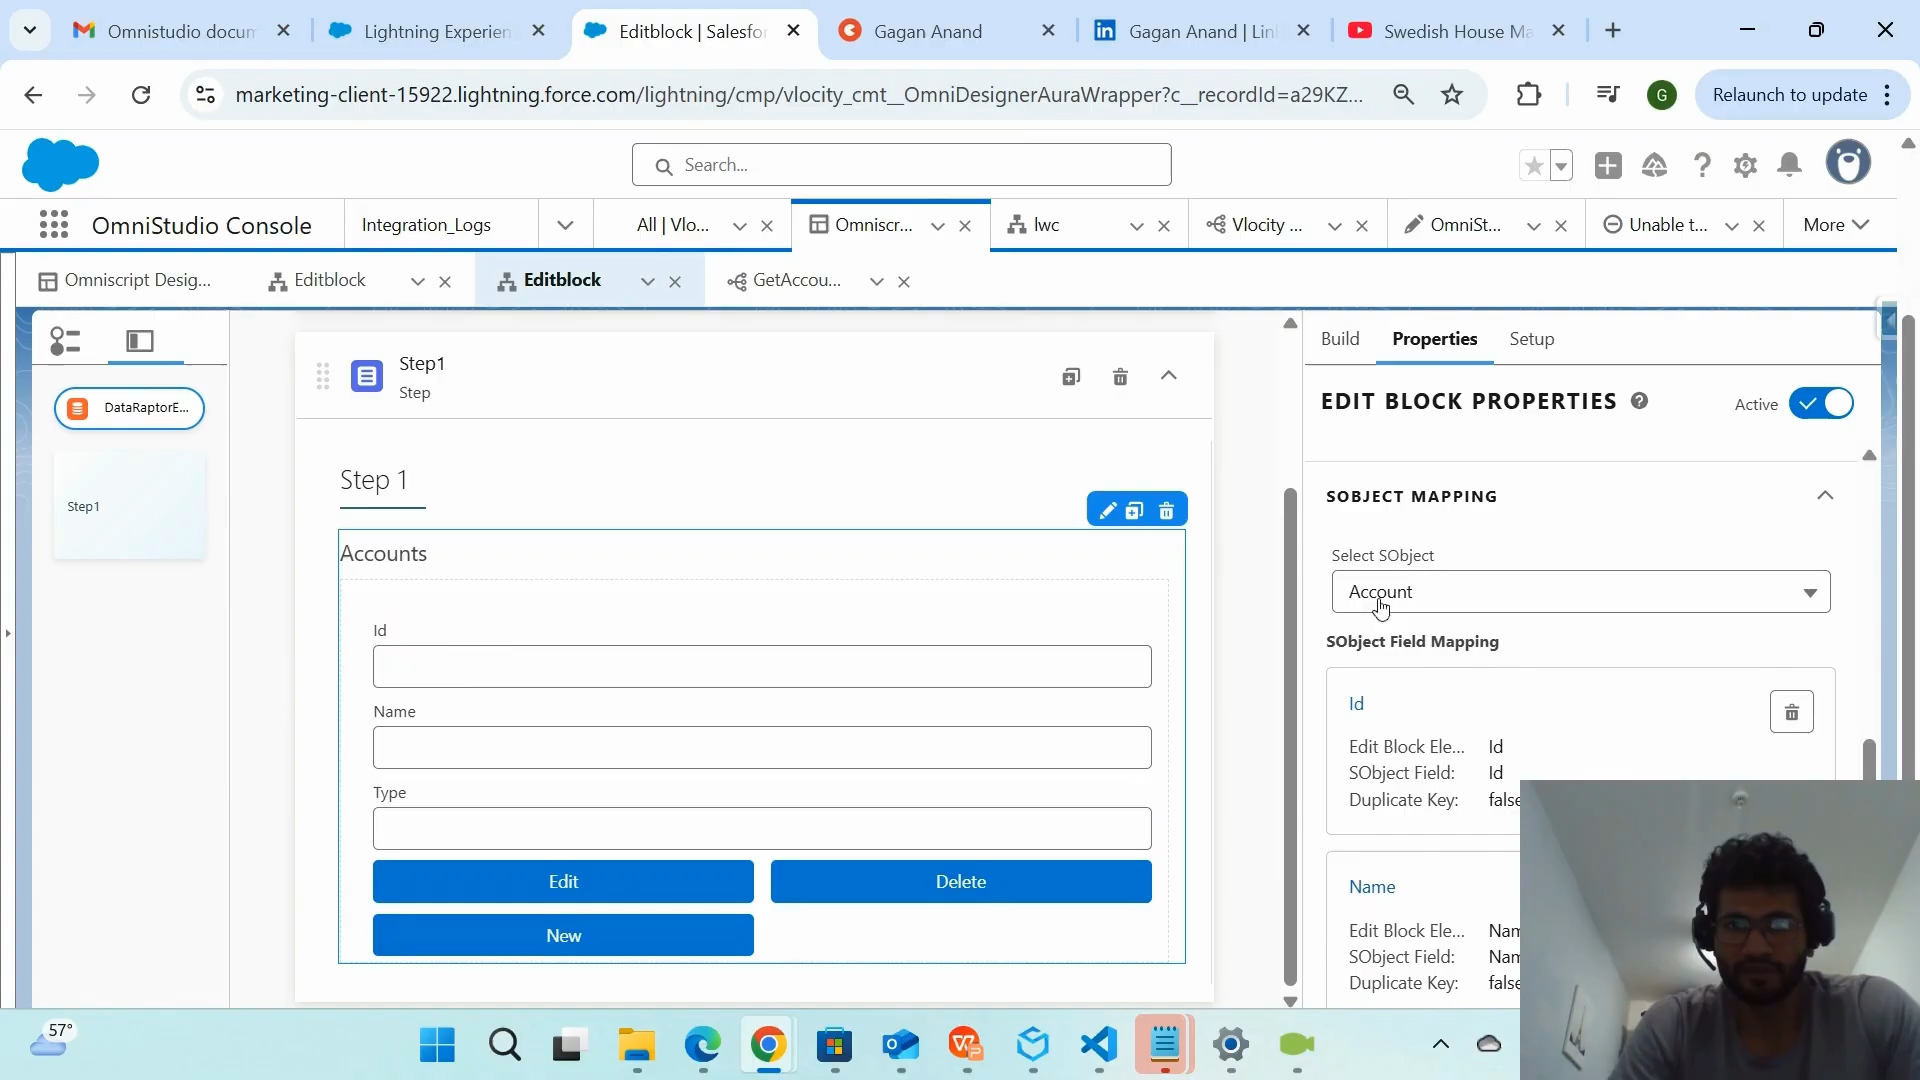 Omnistudio docum
Lightning Experien
Editblock | Salesfo
Gagan Anand
Gagan Anand | Lin
Swedish House Ma
marketing-client-15922.lightning.force.com/lightning/cmp/vlocity_cmt__OmniDesignerAuraWrapper?c__recordId=a29KZ...
G
Relaunch to update
Search...
OmniStudio Console
Integration_Logs
All | Vlo...
Omniscr...
lwc
Vlocity ...
OmniSt...
Unable t...
More
Omniscript Desig...
Editblock
Editblock
GetAccou...
DataRaptorE...
Step1
Step1
Step
Step 1
Accounts
Id
Name
Type
Edit
Delete
New
Build
Properties
Setup
EDIT BLOCK PROPERTIES
Active
SOBJECT MAPPING
Select SObject
Account
SObject Field Mapping
Id
Edit Block Ele... Id
SObject Field: Id
Duplicate Key: false
Name
Edit Block Ele... Nam
SObject Field: Nam
Duplicate Key: false
57°